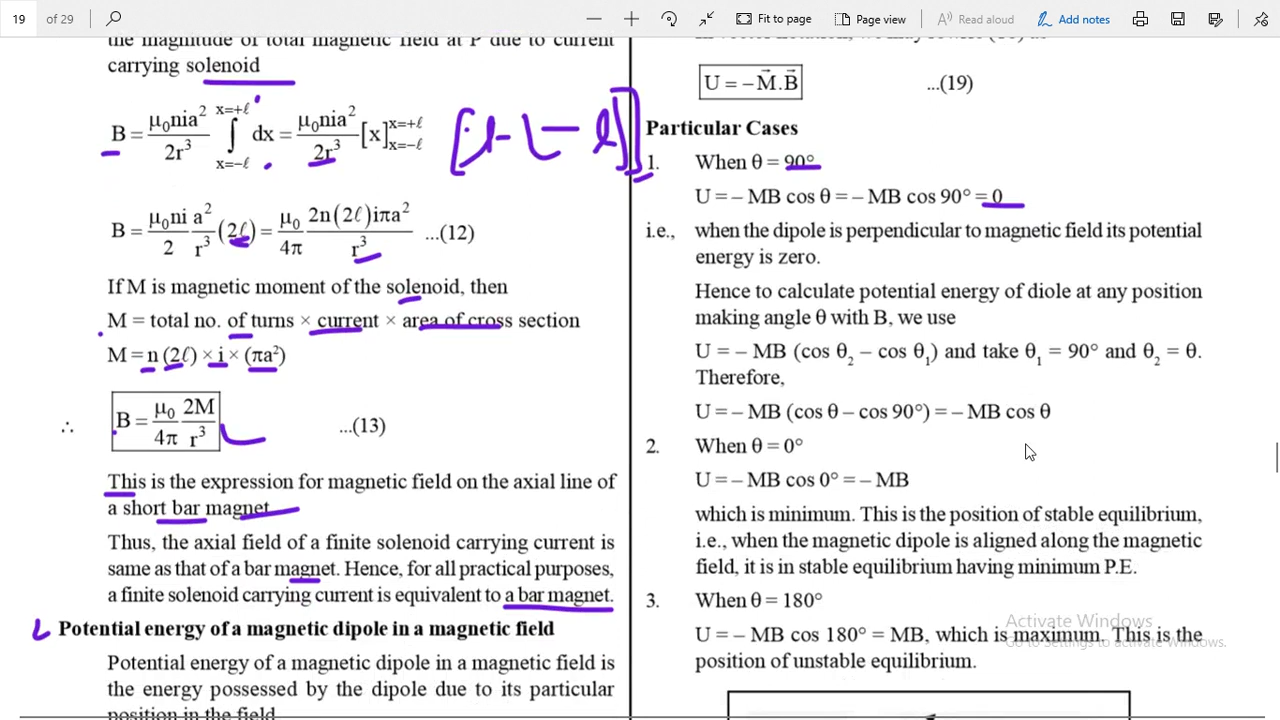 19 of 29
Fit to page
Page view
Read aloud
Add notes
the magnitude of total magnetic field at P due to current
carrying solenoid
B = μ₀nia²/2r³ ∫_{x=−ℓ}^{x=+ℓ} dx = μ₀nia²/2r³ [x]_{x=−ℓ}^{x=+ℓ}
B = μ₀ni/2 a²/r³ (2ℓ) = μ₀/4π 2n(2ℓ)iπa²/r³ ...(12)
If M is magnetic moment of the solenoid, then
M = total no. of turns × current × area of cross section
M = n (2ℓ) × i × (πa²)
∴ B = μ₀/4π 2M/r³ ...(13)
This is the expression for magnetic field on the axial line of
a short bar magnet
Thus, the axial field of a finite solenoid carrying current is
same as that of a bar magnet. Hence, for all practical purposes,
a finite solenoid carrying current is equivalent to a bar magnet.
Potential energy of a magnetic dipole in a magnetic field
Potential energy of a magnetic dipole in a magnetic field is
the energy possessed by the dipole due to its particular
position in the field.
U = −M⃗.B⃗ ...(19)
Particular Cases
1. When θ = 90°
U = – MB cos θ = – MB cos 90° = 0
i.e., when the dipole is perpendicular to magnetic field its potential
energy is zero.
Hence to calculate potential energy of diole at any position
making angle θ with B, we use
U = – MB (cos θ₂ – cos θ₁) and take θ₁ = 90° and θ₂ = θ.
Therefore,
U = – MB (cos θ – cos 90°) = – MB cos θ
2. When θ = 0°
U = – MB cos 0° = – MB
which is minimum. This is the position of stable equilibrium,
i.e., when the magnetic dipole is aligned along the magnetic
field, it is in stable equilibrium having minimum P.E.
3. When θ = 180°
U = – MB cos 180° = MB, which is maximum. This is the
position of unstable equilibrium.
Activate Windows
Go to Settings to activate Windows.